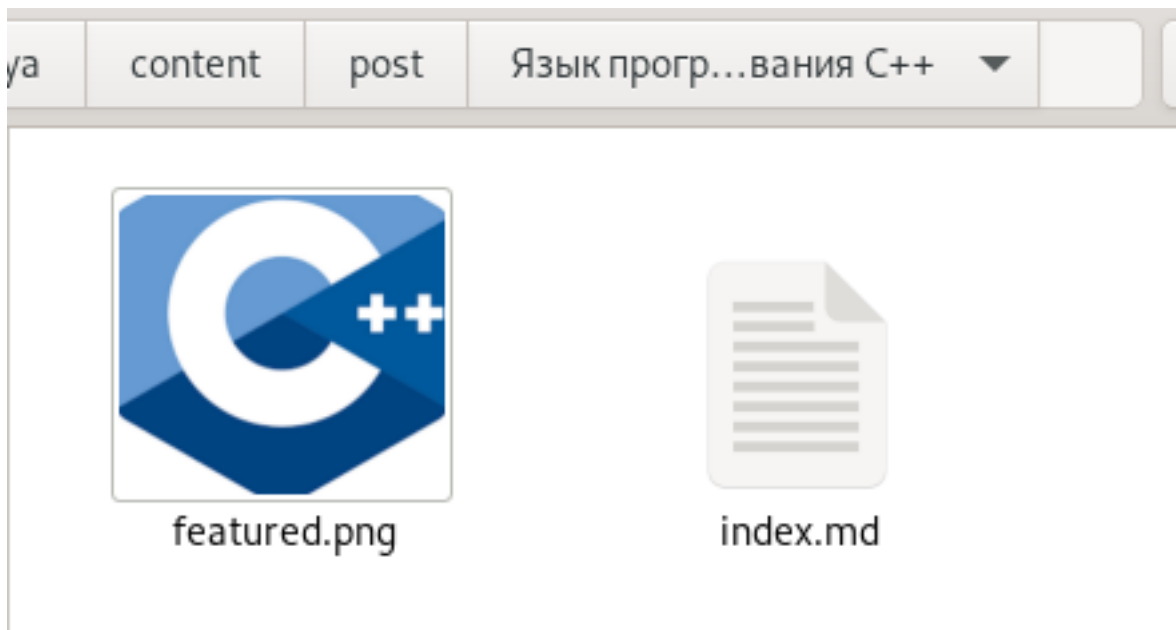 ya content post Язык прогр...вания C++
C ++
featured.png index.md